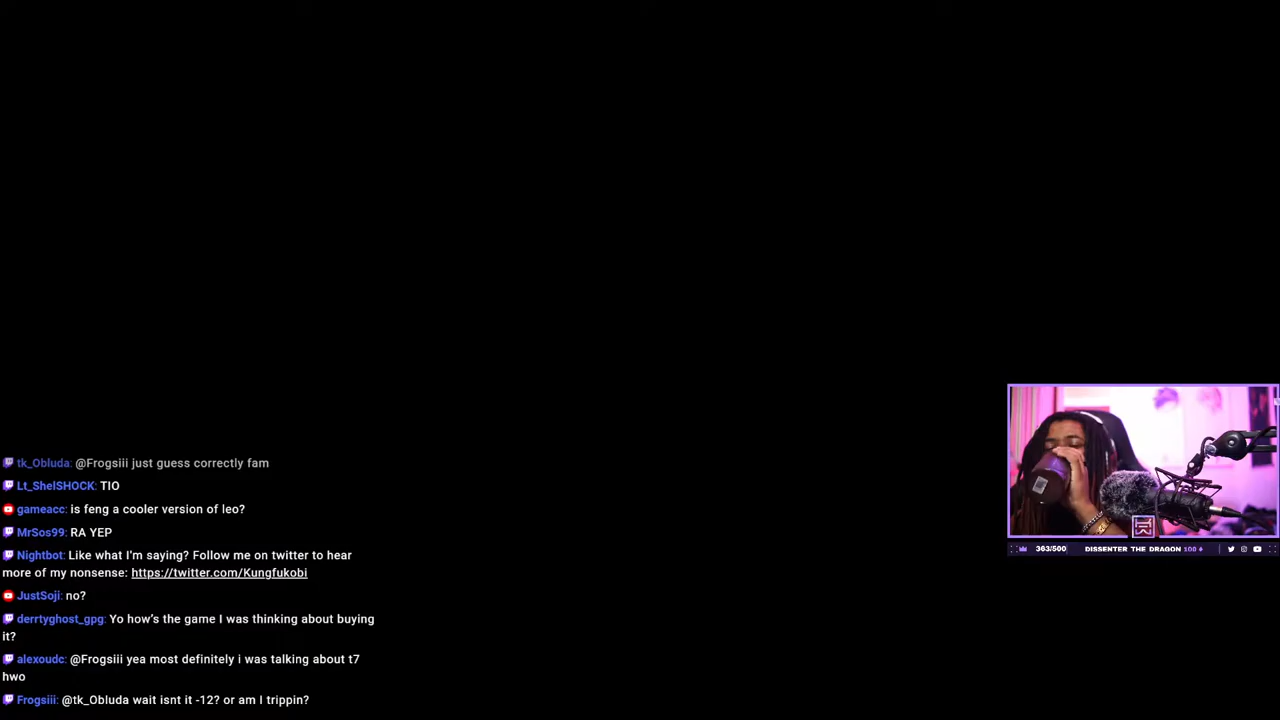 tk_Obluda: @Frogsiii just guess correctly fam
Lt_ShelSHOCK: TIO
gameacc: is feng a cooler version of leo?
MrSos99: RA YEP
Nightbot: Like what I'm saying? Follow me on twitter to hear
more of my nonsense: https://twitter.com/Kungfukobi
JustSoji: no?
derrtyghost_gpg: Yo how's the game I was thinking about buying
it?
alexoudc: @Frogsiii yea most definitely i was talking about t7
hwo
Frogsiii: @tk_Obluda wait isnt it -12? or am I trippin?
363/500 DISSENTER THE DRAGON 100